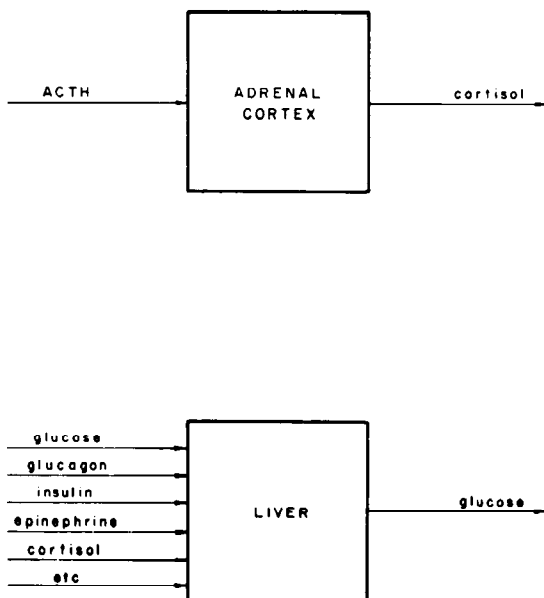 ACTH
ADRENAL
CORTEX
cortisol
glucose
glucagon
insulin
epinephrine
cortisol
etc
LIVER
glucose